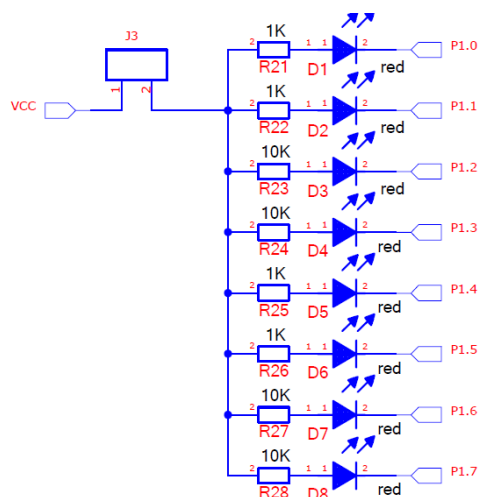 J3
1 2
VCC
1K
2 1 1 2 P1.0
R21 D1 red
1K
2 1 1 2 P1.1
R22 D2 red
10K
2 1 1 2 P1.2
R23 D3 red
10K
2 1 1 2 P1.3
R24 D4 red
1K
2 1 1 2 P1.4
R25 D5 red
1K
2 1 1 2 P1.5
R26 D6 red
10K
2 1 1 2 P1.6
R27 D7 red
10K
2 1 1 2 P1.7
R28 D8 red